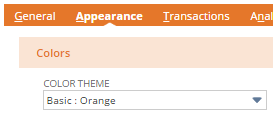 General Appearance Transactions
Colors
COLOR THEME
Basic : Orange